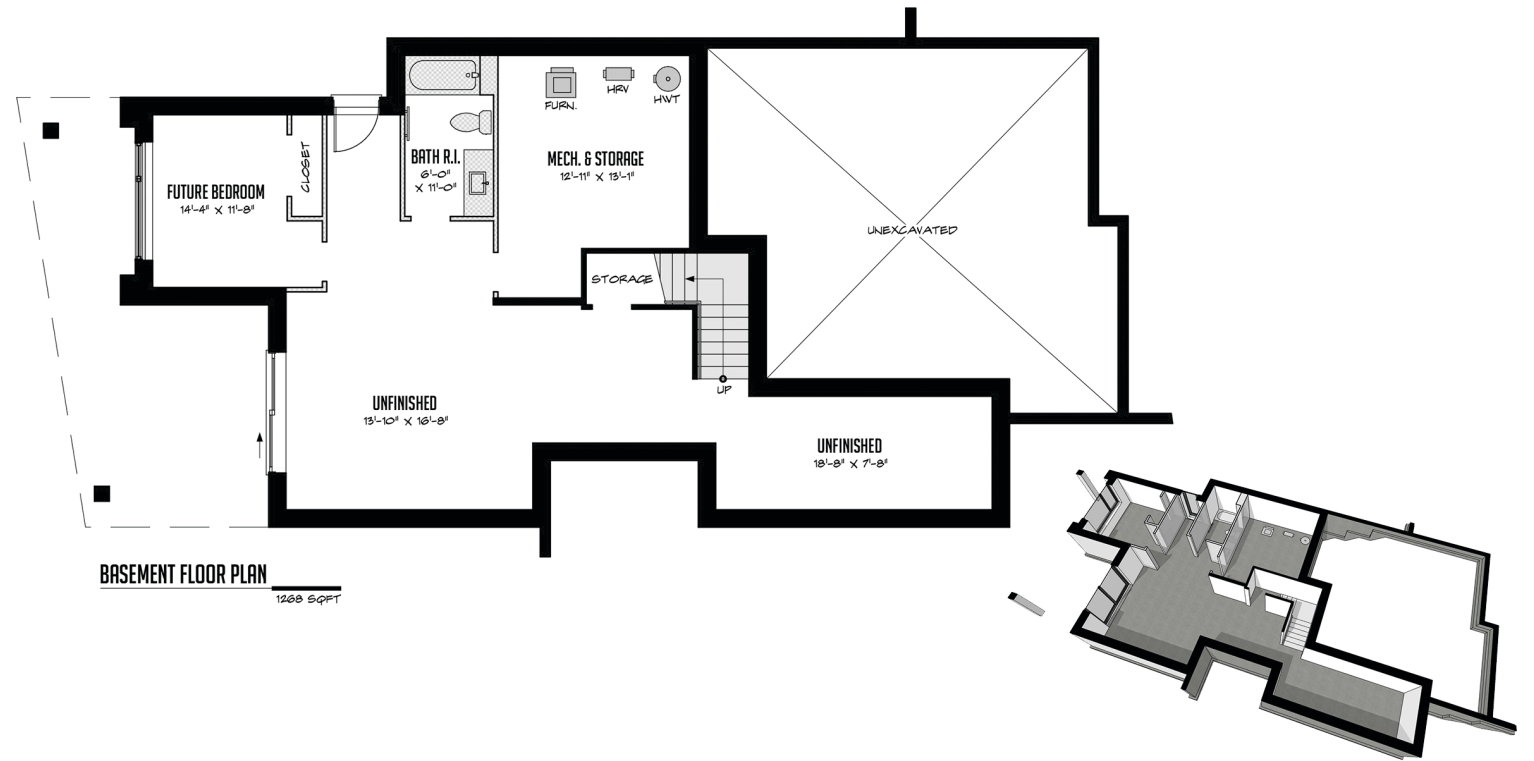 FURN.
HRV
HWT
CLOSET
BATH R.I.
6'-0"
X 11'-0"
MECH. & STORAGE
12'-11" X 13'-1"
FUTURE BEDROOM
14'-4" X 11'-8"
UNEXCAVATED
STORAGE
UP
UNFINISHED
13'-10" X 16'-8"
UNFINISHED
18'-8" X 7'-8"
BASEMENT FLOOR PLAN
1268 SQFT